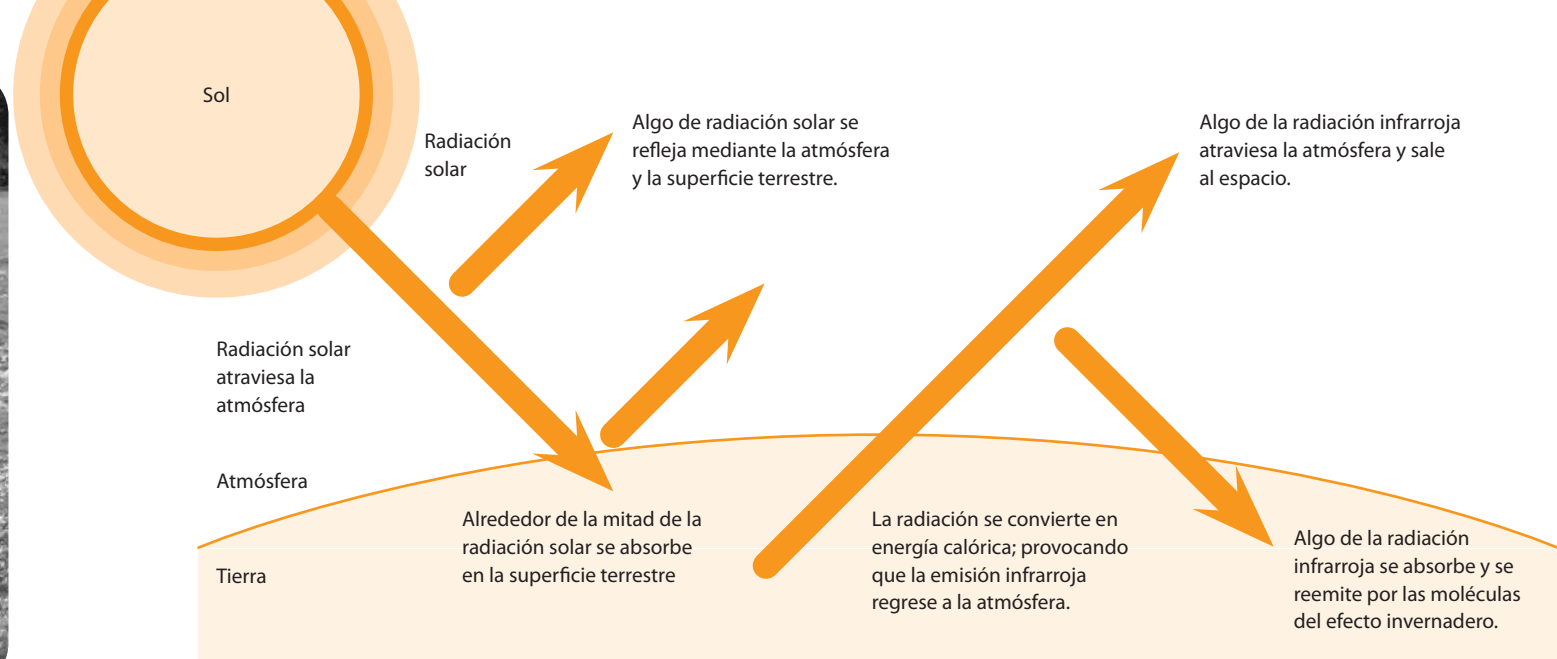 Sol
Radiación
solar
Algo de radiación solar se
refleja mediante la atmósfera
y la superficie terrestre.
Algo de la radiación infrarroja
atraviesa la atmósfera y sale
al espacio.
Radiación solar
atraviesa la
atmósfera
Atmósfera
Tierra
Alrededor de la mitad de la
radiación solar se absorbe
en la superficie terrestre
La radiación se convierte en
energía calórica; provocando
que la emisión infrarroja
regrese a la atmósfera.
Algo de la radiación
infrarroja se absorbe y se
reemite por las moléculas
del efecto invernadero.